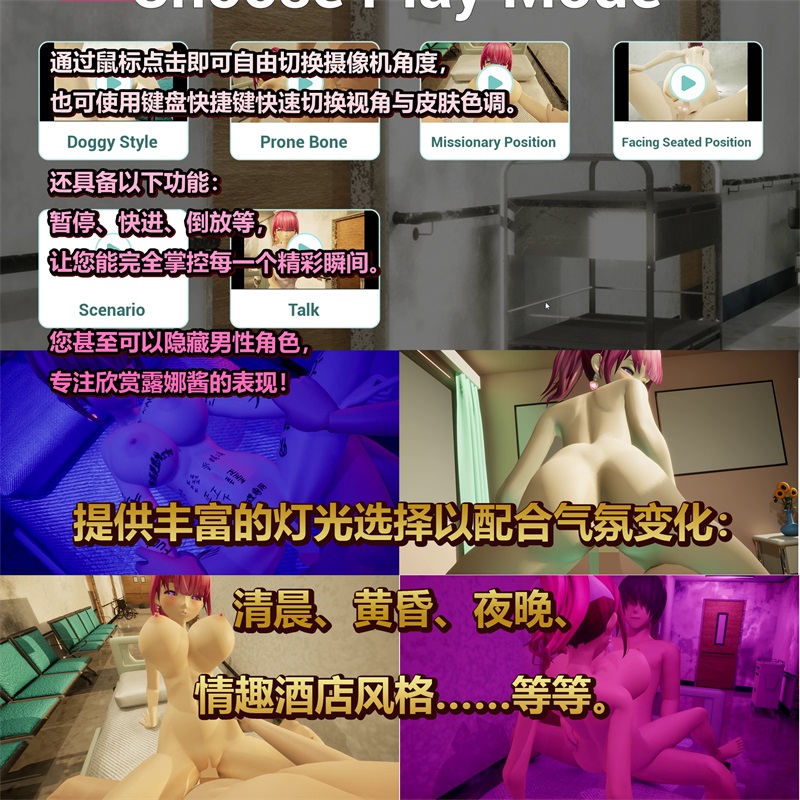 Choose Play Mode
通过鼠标点击即可自由切换摄像机角度，
也可使用键盘快捷键快速切换视角与皮肤色调。
Doggy Style
Prone Bone
Missionary Position
Facing Seated Position
还具备以下功能：
暂停、快进、倒放等，
让您能完全掌控每一个精彩瞬间。
Scenario
Talk
您甚至可以隐藏男性角色，
专注欣赏露娜酱的表现！
提供丰富的灯光选择以配合气氛变化：
清晨、黄昏、夜晚、
情趣酒店风格……等等。